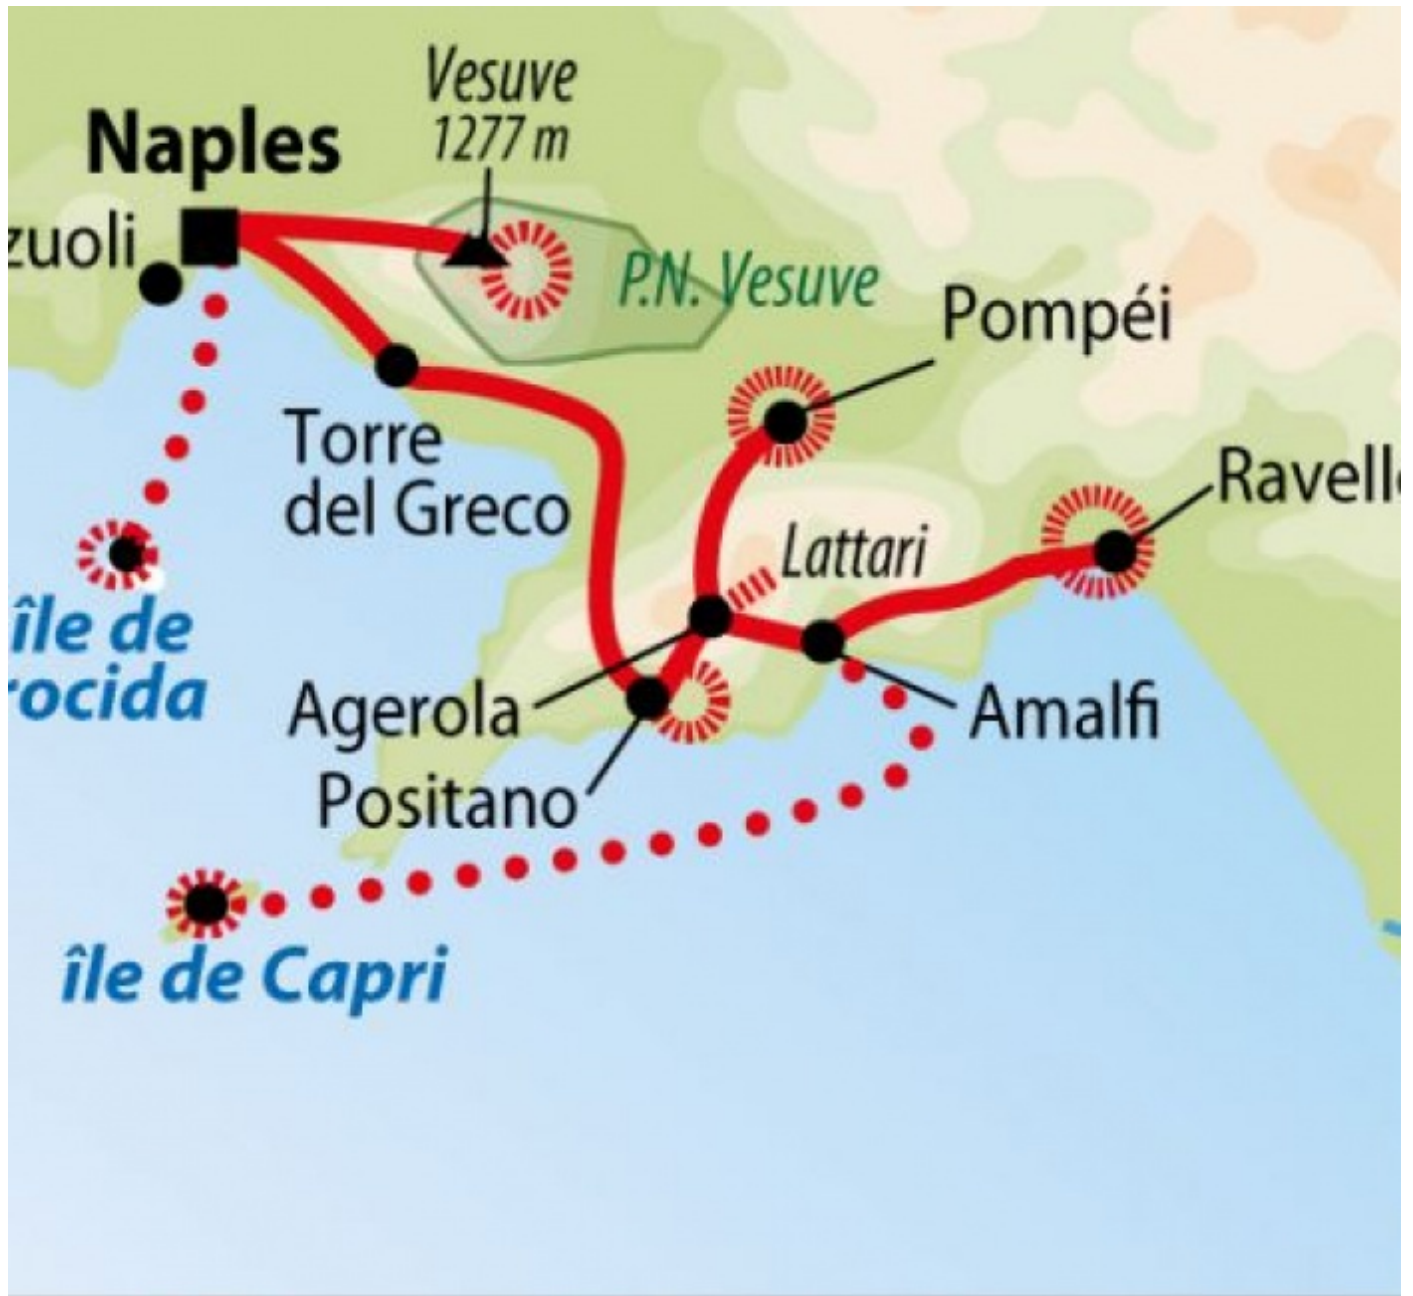 Vesuve
1277 m
Naples
zuoli
P.N. Vesuve
Pompéi
Torre
del Greco
Ravell
Lattari
île de
rocida
Agerola
Amalfi
Positano
île de Capri